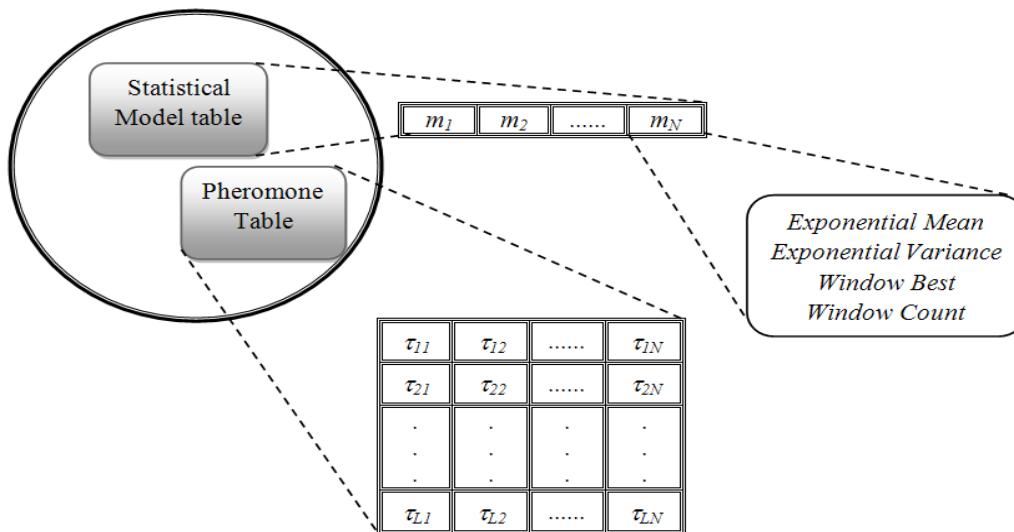 Statistical
Model table
m1 m2 ...... mN
Pheromone
Table
Exponential Mean
Exponential Variance
Window Best
Window Count
τ11 τ12 ...... τ1N
τ21 τ22 ...... τ2N
. . . .
. . . .
. . . .
τL1 τL2 ...... τLN